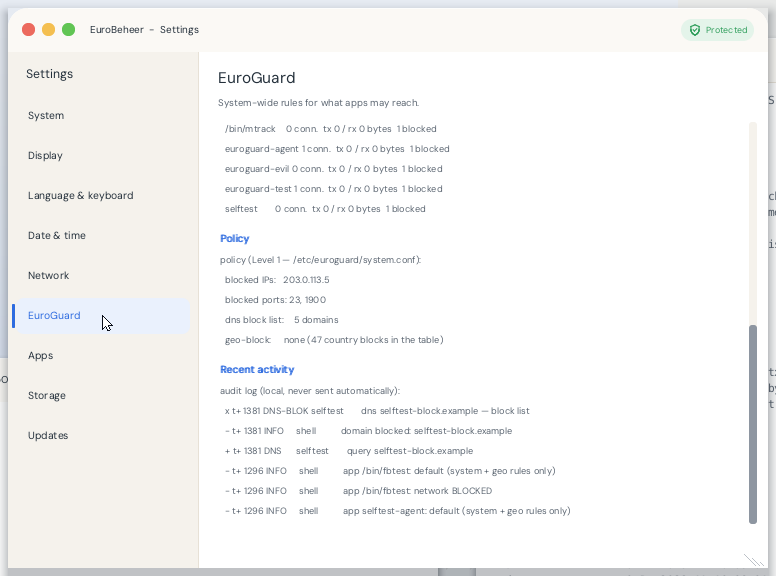 EuroBeheer - Settings
Protected
Settings
System
Display
Language & keyboard
Date & time
Network
EuroGuard
Apps
Storage
Updates
EuroGuard
System-wide rules for what apps may reach.
/bin/mtrack 0 conn. tx 0 / rx 0 bytes 1 blocked
euroguard-agent 1 conn. tx 0 / rx 0 bytes 1 blocked
euroguard-evil 0 conn. tx 0 / rx 0 bytes 1 blocked
euroguard-test 1 conn. tx 0 / rx 0 bytes 1 blocked
selftest 0 conn. tx 0 / rx 0 bytes 1 blocked
Policy
policy (Level 1 — /etc/euroguard/system.conf):
blocked IPs: 203.0.113.5
blocked ports: 23, 1900
dns block list: 5 domains
geo-block: none (47 country blocks in the table)
Recent activity
audit log (local, never sent automatically):
x t+ 1381 DNS-BLOK selftest dns selftest-block.example — block list
- t+ 1381 INFO shell domain blocked: selftest-block.example
+ t+ 1381 DNS selftest query selftest-block.example
- t+ 1296 INFO shell app /bin/fbtest: default (system + geo rules only)
- t+ 1296 INFO shell app /bin/fbtest: network BLOCKED
- t+ 1296 INFO shell app selftest-agent: default (system + geo rules only)